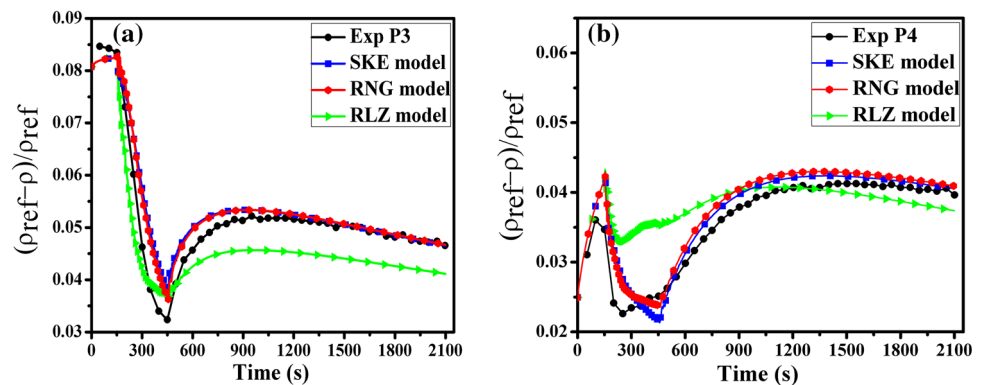 (a)
Exp P3
SKE model
RNG model
RLZ model
0.09
0.08
0.07
0.06
0.05
0.04
0.03
(ρref-ρ)/ρref
0 300 600 900 1200 1500 1800 2100
Time (s)
(b)
Exp P4
SKE model
RNG model
RLZ model
0.06
0.05
0.04
0.03
0.02
(ρref-ρ)/ρref
0 300 600 900 1200 1500 1800 2100
Time (s)